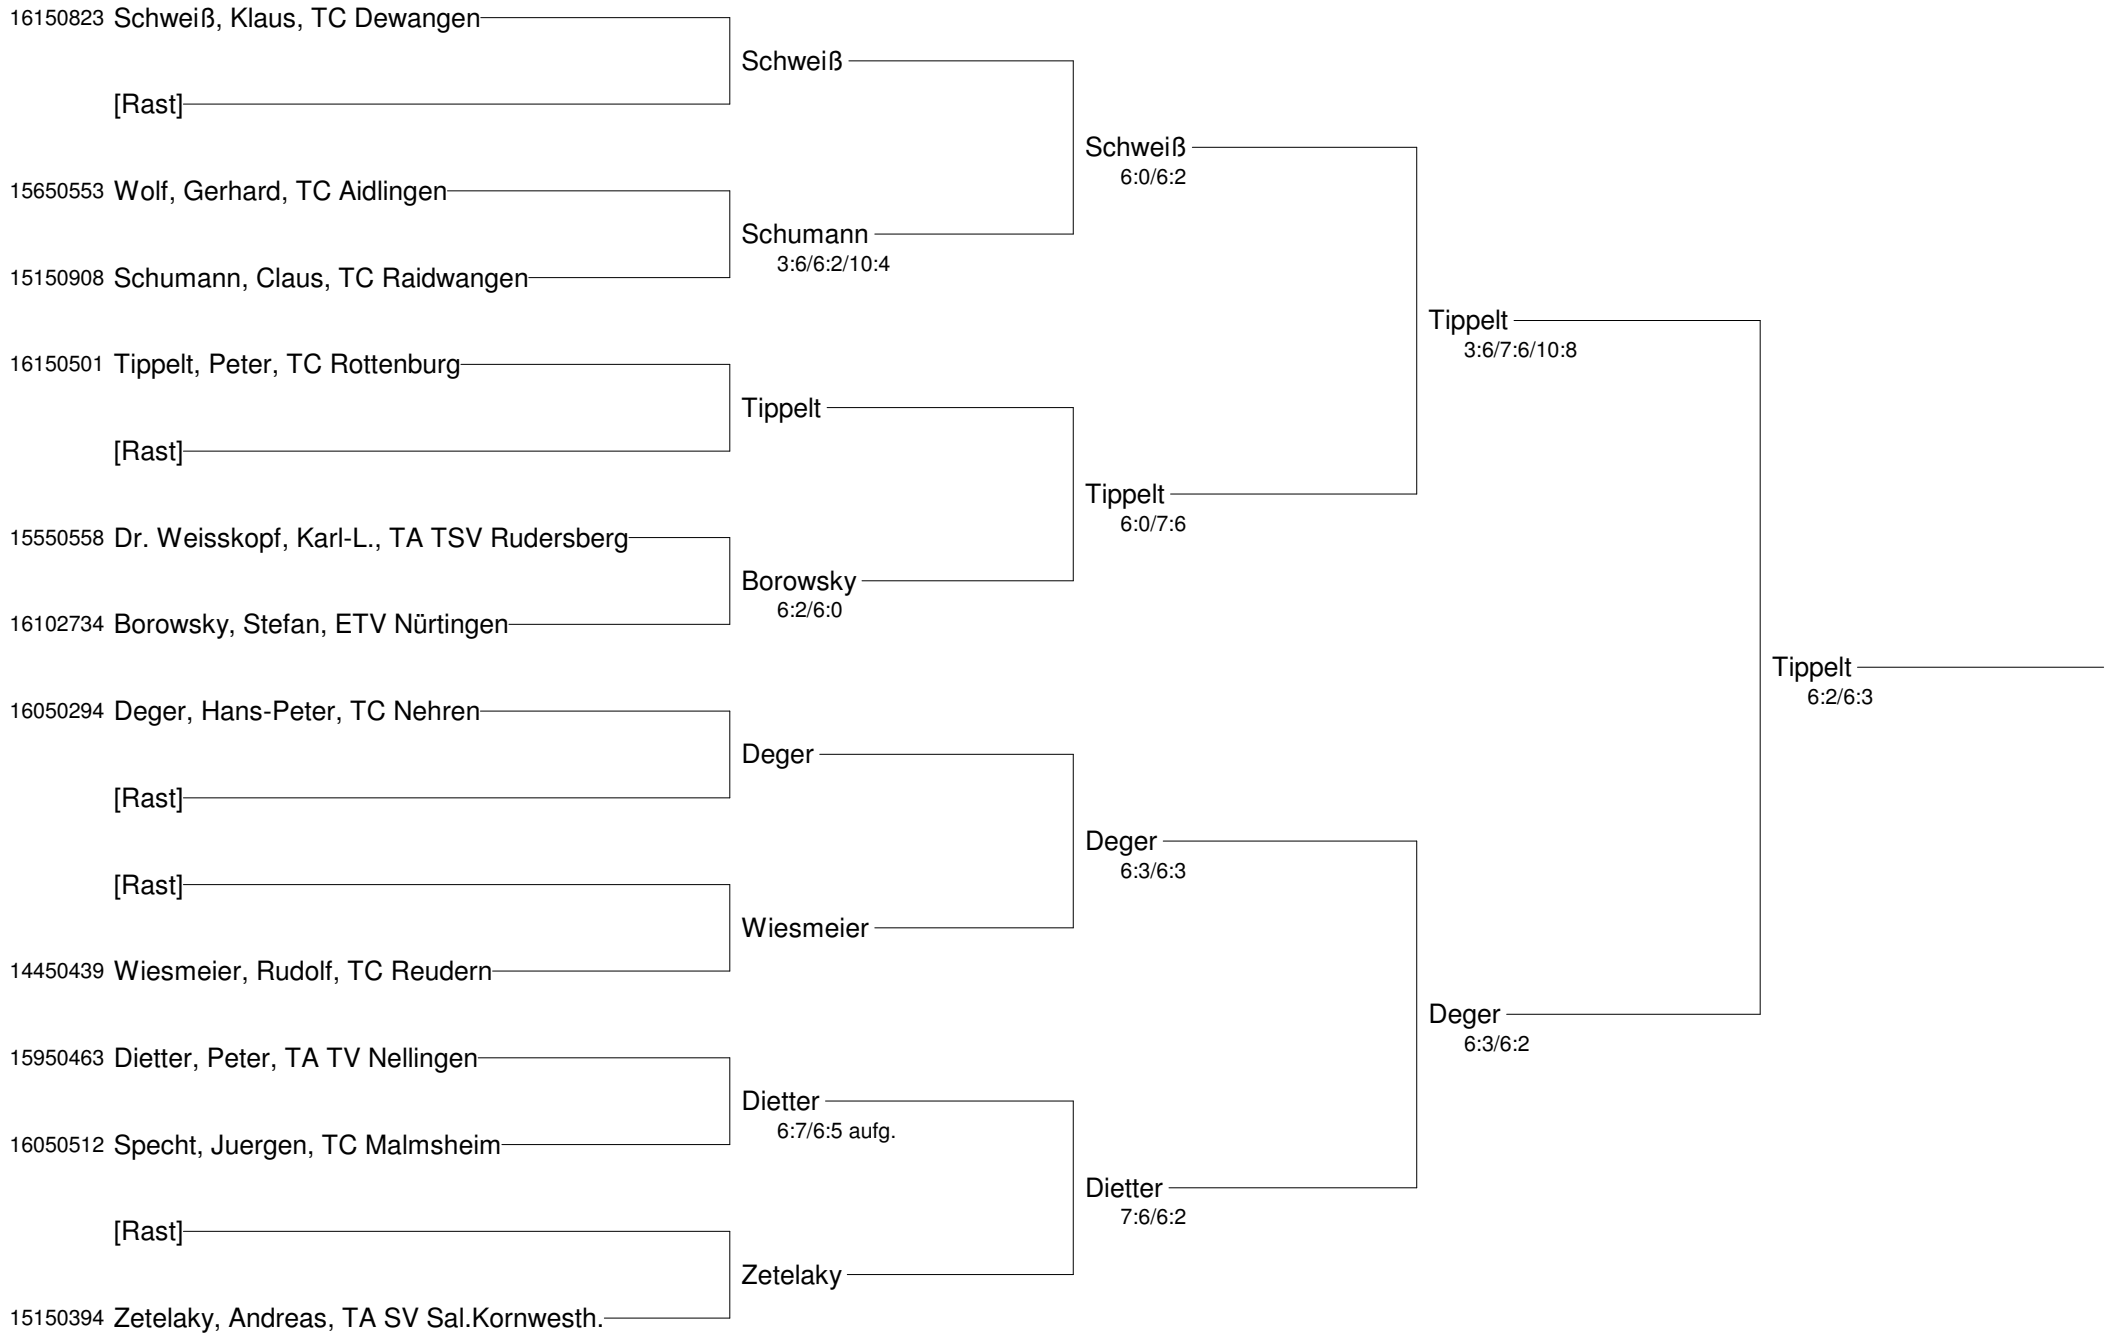 16150823 Schweiß, Klaus, TC Dewangen
Schweiß
[Rast]
Schweiß
6:0/6:2
15650553 Wolf, Gerhard, TC Aidlingen
Schumann
3:6/6:2/10:4
15150908 Schumann, Claus, TC Raidwangen
Tippelt
3:6/7:6/10:8
16150501 Tippelt, Peter, TC Rottenburg
Tippelt
[Rast]
Tippelt
6:0/7:6
15550558 Dr. Weisskopf, Karl-L., TA TSV Rudersberg
Borowsky
6:2/6:0
16102734 Borowsky, Stefan, ETV Nürtingen
Tippelt
6:2/6:3
16050294 Deger, Hans-Peter, TC Nehren
Deger
[Rast]
Deger
6:3/6:3
[Rast]
Wiesmeier
14450439 Wiesmeier, Rudolf, TC Reudern
Deger
6:3/6:2
15950463 Dietter, Peter, TA TV Nellingen
Dietter
6:7/6:5 aufg.
16050512 Specht, Juergen, TC Malmsheim
Dietter
7:6/6:2
[Rast]
Zetelaky
15150394 Zetelaky, Andreas, TA SV Sal.Kornwesth.